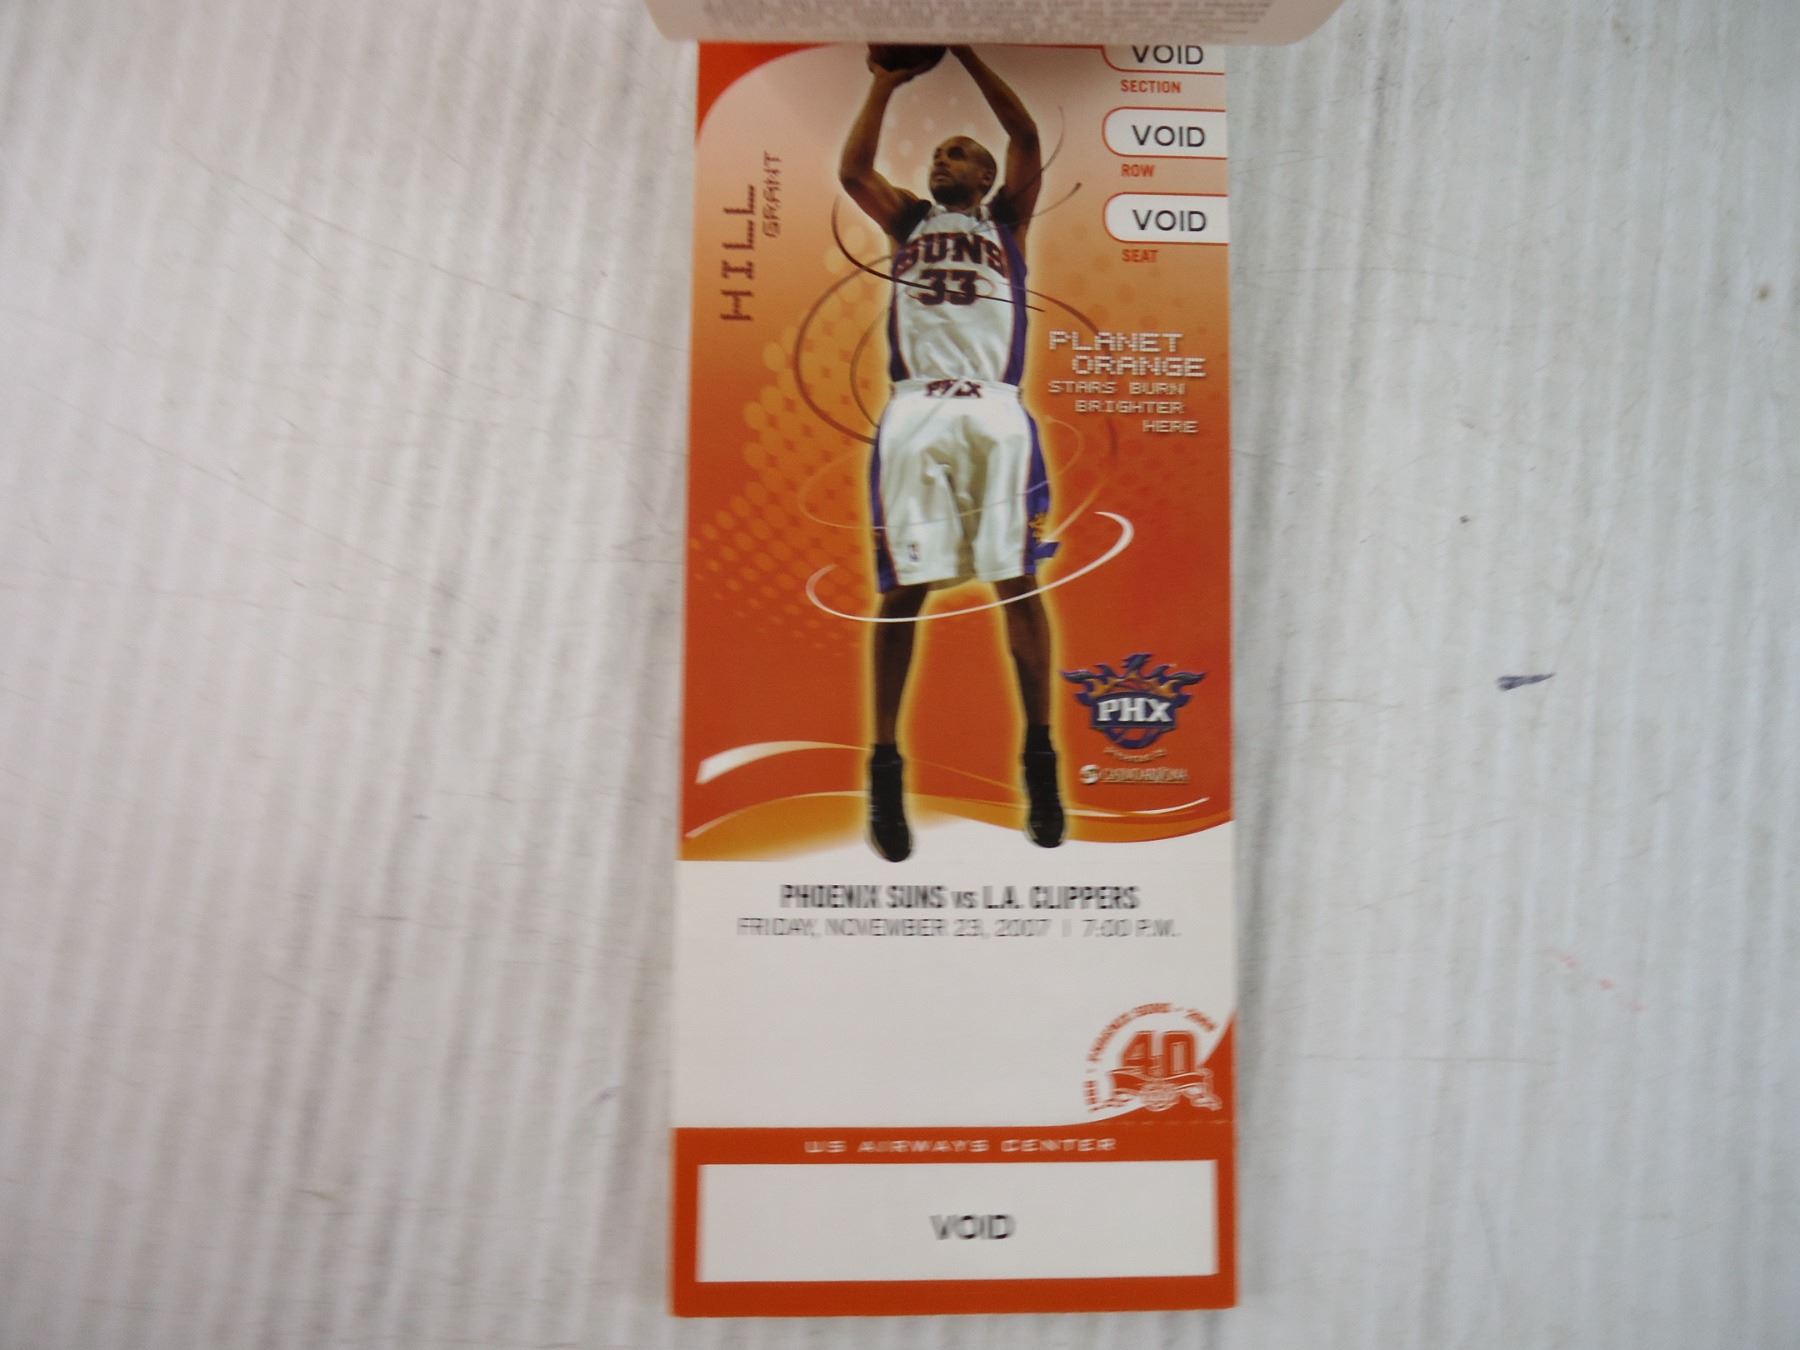 VOID
SECTION
VOID
ROW
VOID
SEAT
HILL
GRANT
SUNS
33
PHX
PLANET
ORANGE
STARS BURN
BRIGHTER
HERE
PHX
PHOENIX SUNS vs L.A. CLIPPERS
FRIDAY, NOVEMBER 23, 2007 | 7:00 P.M.
40
US AIRWAYS CENTER
VOID